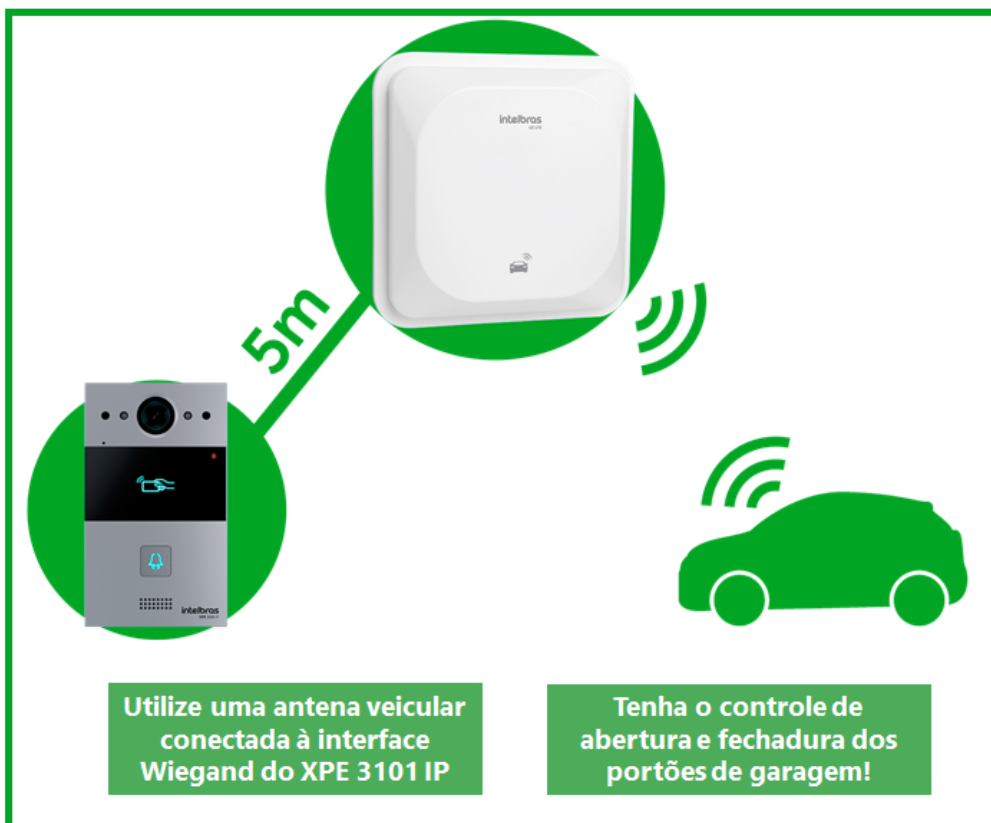 intelbras
5m
intelbras
Utilize uma antena veicular
conectada à interface
Wiegand do XPE 3101 IP
Tenha o controle de
abertura e fechadura dos
portões de garagem!